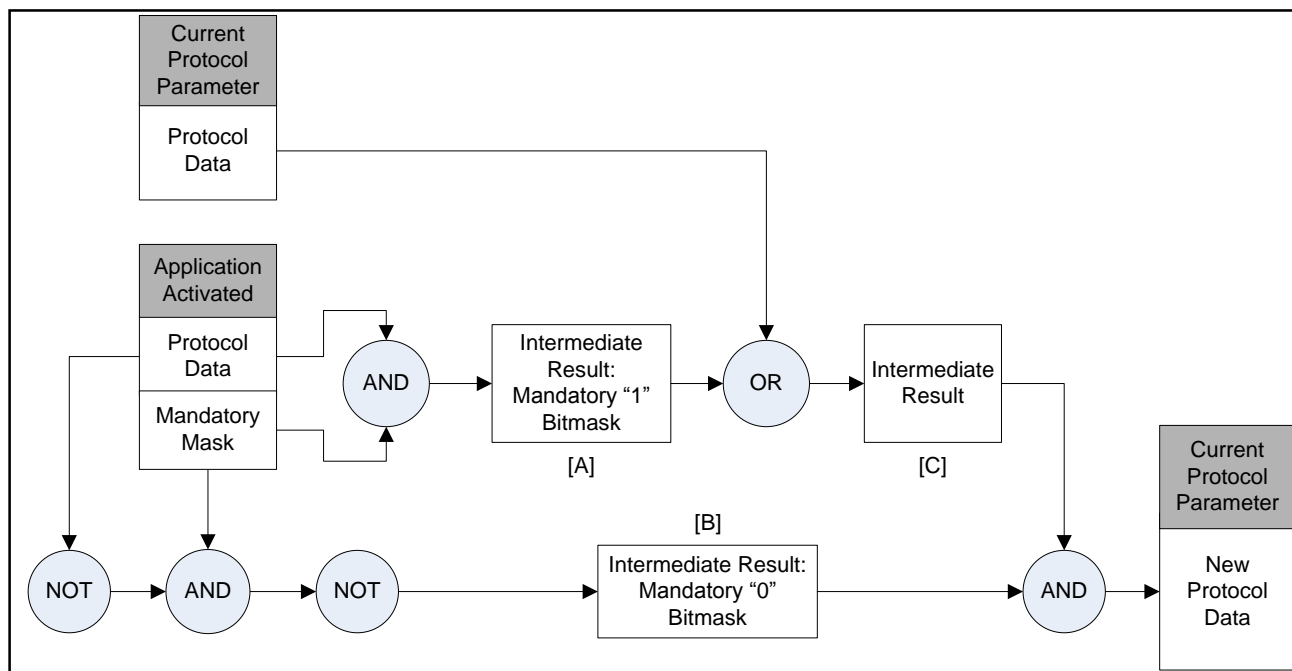 Current
Protocol
Parameter
Protocol
Data
Application
Activated
Protocol
Data
Mandatory
Mask
AND
Intermediate
Result:
Mandatory “1”
Bitmask
[A]
OR
Intermediate
Result
[C]
NOT
AND
NOT
[B]
Intermediate Result:
Mandatory “0”
Bitmask
AND
Current
Protocol
Parameter
New
Protocol
Data